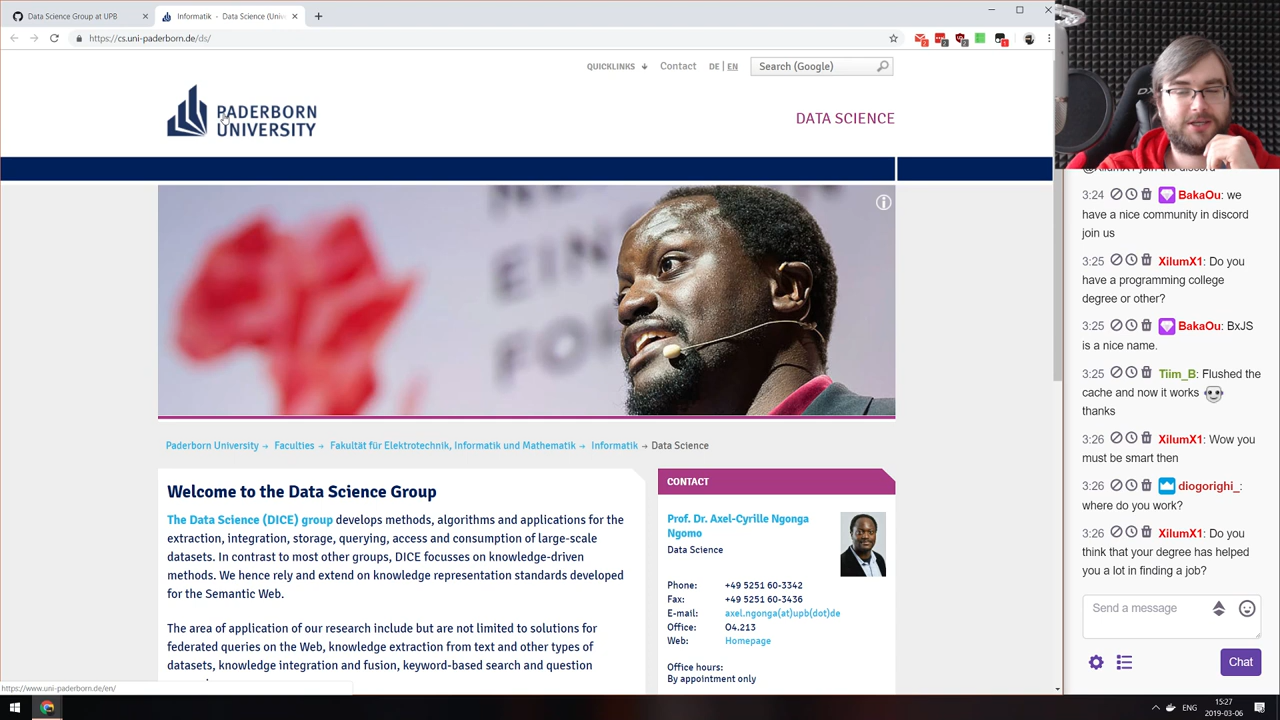 Data Science Group at UPB
Informatik - Data Science (Univ
https://cs.uni-paderborn.de/ds/
QUICKLINKS
Contact
DE | EN
Search (Google)
PADERBORN
UNIVERSITY
DATA SCIENCE
Paderborn University → Faculties → Fakultät für Elektrotechnik, Informatik und Mathematik → Informatik → Data Science
Welcome to the Data Science Group
The Data Science (DICE) group develops methods, algorithms and applications for the
extraction, integration, storage, querying, access and consumption of large-scale
datasets. In contrast to most other groups, DICE focusses on knowledge-driven
methods. We hence rely and extend on knowledge representation standards developed
for the Semantic Web.
The area of application of our research include but are not limited to solutions for
federated queries on the Web, knowledge extraction from text and other types of
datasets, knowledge integration and fusion, keyword-based search and question
CONTACT
Prof. Dr. Axel-Cyrille Ngonga
Ngomo
Data Science
Phone: +49 5251 60-3342
Fax: +49 5251 60-3436
E-mail: axel.ngonga(at)upb(dot)de
Office: O4.213
Web: Homepage
Office hours:
By appointment only
https://www.uni-paderborn.de/en/
@XilumX1 join the discord
3:24 BakaOu: we
have a nice community in discord
join us
3:25 XilumX1: Do you
have a programming college
degree or other?
3:25 BakaOu: BxJS
is a nice name.
3:25 Tiim_B: Flushed the
cache and now it works
thanks
3:26 XilumX1: Wow you
must be smart then
3:26 diogorighi_:
where do you work?
3:26 XilumX1: Do you
think that your degree has helped
you a lot in finding a job?
Send a message
Chat
ENG
15:27
2019-03-06